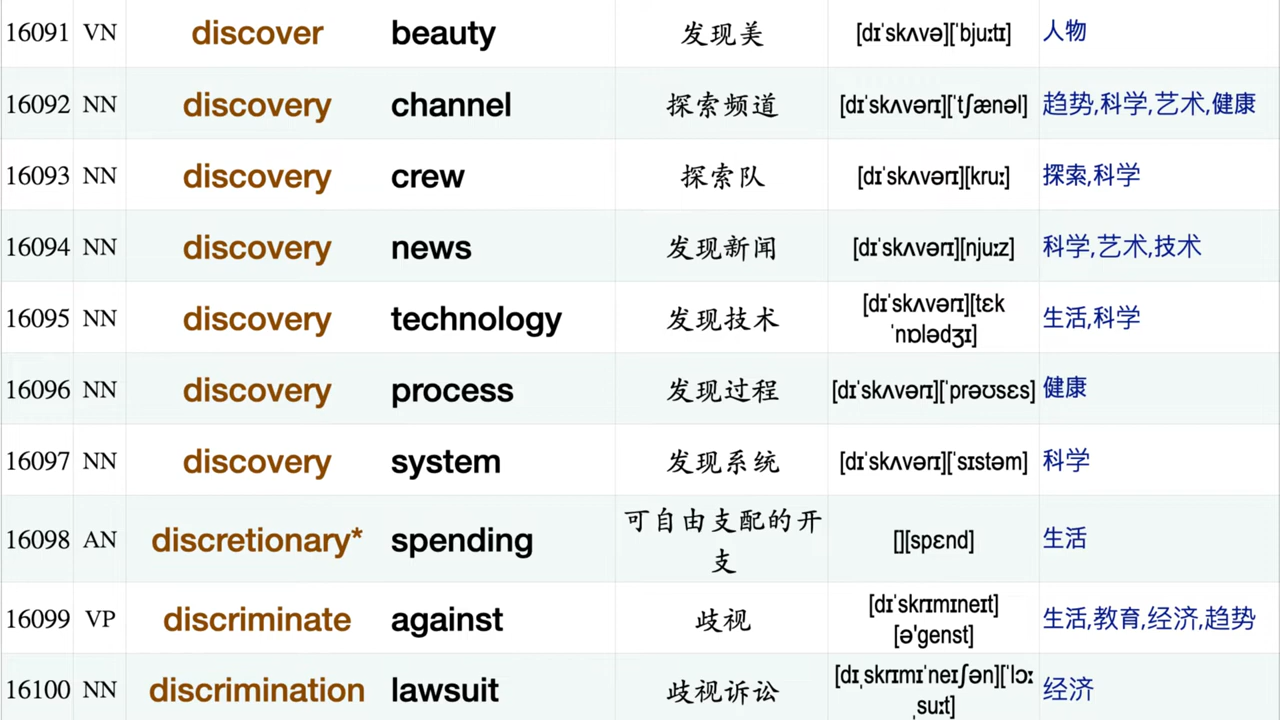 16091 VN discover beauty 发现美 [dɪˈskʌvə][ˈbjuːtɪ] 人物
16092 NN discovery channel 探索频道 [dɪˈskʌvərɪ][ˈtʃænəl] 趋势,科学,艺术,健康
16093 NN discovery crew 探索队 [dɪˈskʌvərɪ][kruː] 探索,科学
16094 NN discovery news 发现新闻 [dɪˈskʌvərɪ][njuːz] 科学,艺术,技术
16095 NN discovery technology 发现技术 [dɪˈskʌvərɪ][tɛk
ˈnɒlədʒɪ] 生活,科学
16096 NN discovery process 发现过程 [dɪˈskʌvərɪ][ˈprəʊsɛs] 健康
16097 NN discovery system 发现系统 [dɪˈskʌvərɪ][ˈsɪstəm] 科学
16098 AN discretionary* spending 可自由支配的开
支 [][spɛnd] 生活
16099 VP discriminate against 歧视 [dɪˈskrɪmɪneɪt]
[ə'genst] 生活,教育,经济,趋势
16100 NN discrimination lawsuit 歧视诉讼 [dɪˌskrɪmɪˈneɪʃən][ˈlɔː
ˌsuːt] 经济